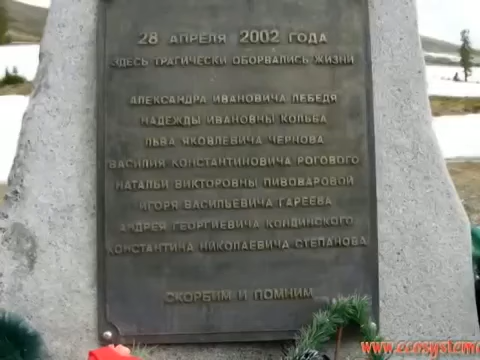 28 АПРЕЛЯ 2002 ГОДА
ЗДЕСЬ ТРАГИЧЕСКИ ОБОРВАЛИСЬ ЖИЗНИ
АЛЕКСАНДРА ИВАНОВИЧА ЛЕБЕДЯ
НАДЕЖДЫ ИВАНОВНЫ КОЛЬБА
ЛЬВА ЯКОВЛЕВИЧА ЧЕРНОВА
ВАСИЛИЯ КОНСТАНТИНОВИЧА РОГОВОГО
НАТАЛЬИ ВИКТОРОВНЫ ПИВОВАРОВОЙ
ИГОРЯ ВАСИЛЬЕВИЧА ГАРЕЕВА
АНДРЕЯ ГЕОРГИЕВИЧА КОНДИНСКОГО
КОНСТАНТИНА НИКОЛАЕВИЧА СТЕПАНОВА
СКОРБИМ И ПОМНИМ